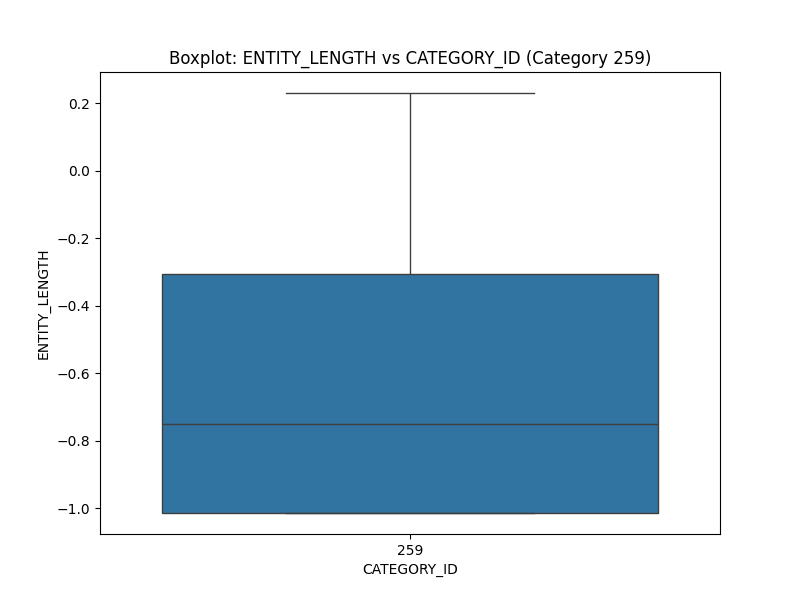 Boxplot: ENTITY_LENGTH vs CATEGORY_ID (Category 259)
0.2
0.0
−0.2
−0.4
−0.6
−0.8
−1.0
ENTITY_LENGTH
259
CATEGORY_ID